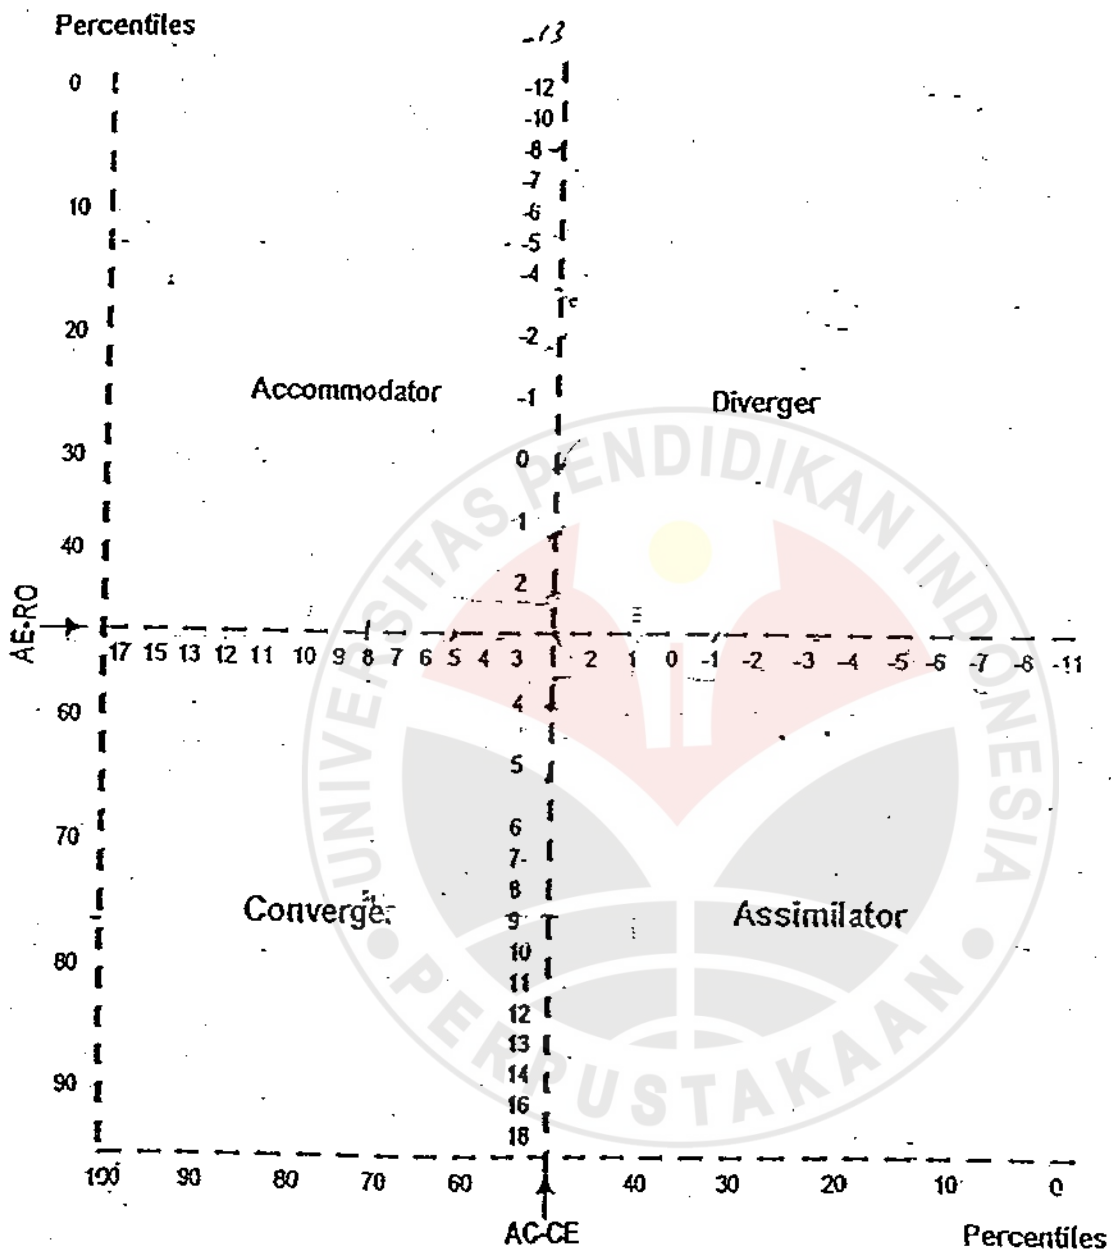 Percentiles
-13
0
-12
-10
-8
-7
10
-6
-5
-4
20
-2
Accommodator
-1
Diverger
30
0
1
40
2
AE-RO
17 15 13 12 11 10 9 8 7 6 5 4 3 2 1 0 -1 -2 -3 -4 -5 -6 -7 -8 -11
60
4
5
70
6
7
8
Converger
9
Assimilator
80
10
11
12
13
90
14
16
18
100 90 80 70 60 40 30 20 10 0
AC-CE
Percentiles
UNIVERSITAS PENDIDIKAN INDONESIA
PERPUSTAKAAN